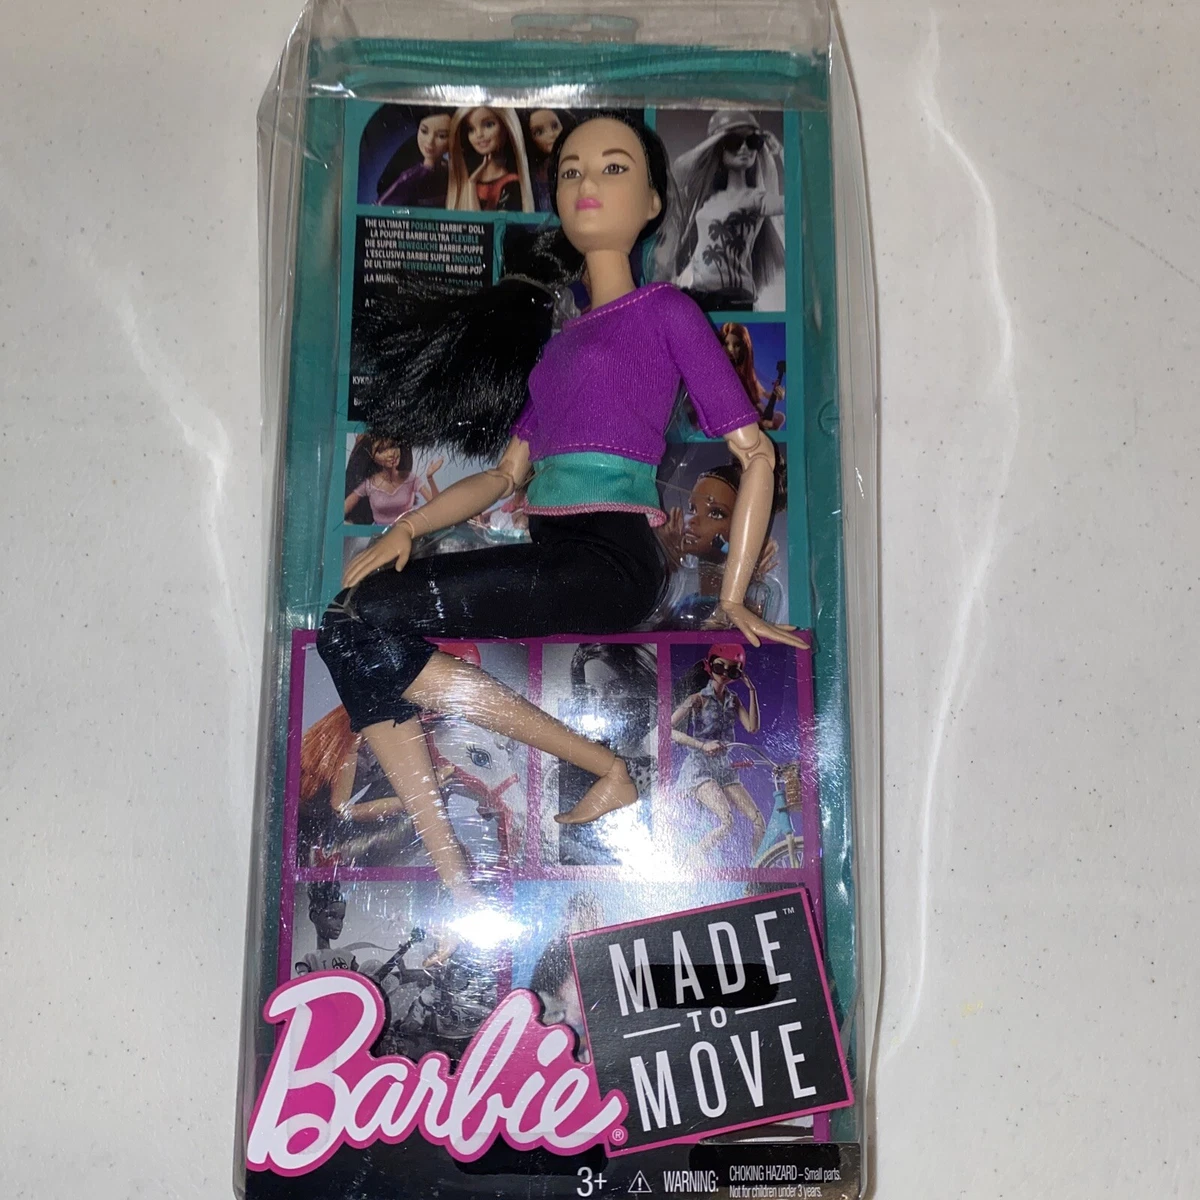 THE ULTIMATE POSABLE BARBIE® DOLL
LA POUPÉE BARBIE ULTRA FLEXIBLE
DIE SUPER BEWEGLICHE BARBIE-PUPPE
L'ESCLUSIVA BARBIE SUPER SNODATA
DE ULTIEME BEWEEGBARE BARBIE-POP
¡LA MUÑ
Barbie®
MADE™
TO
MOVE
3+ ⚠ WARNING: CHOKING HAZARD – Small parts.
Not for children under 3 years.